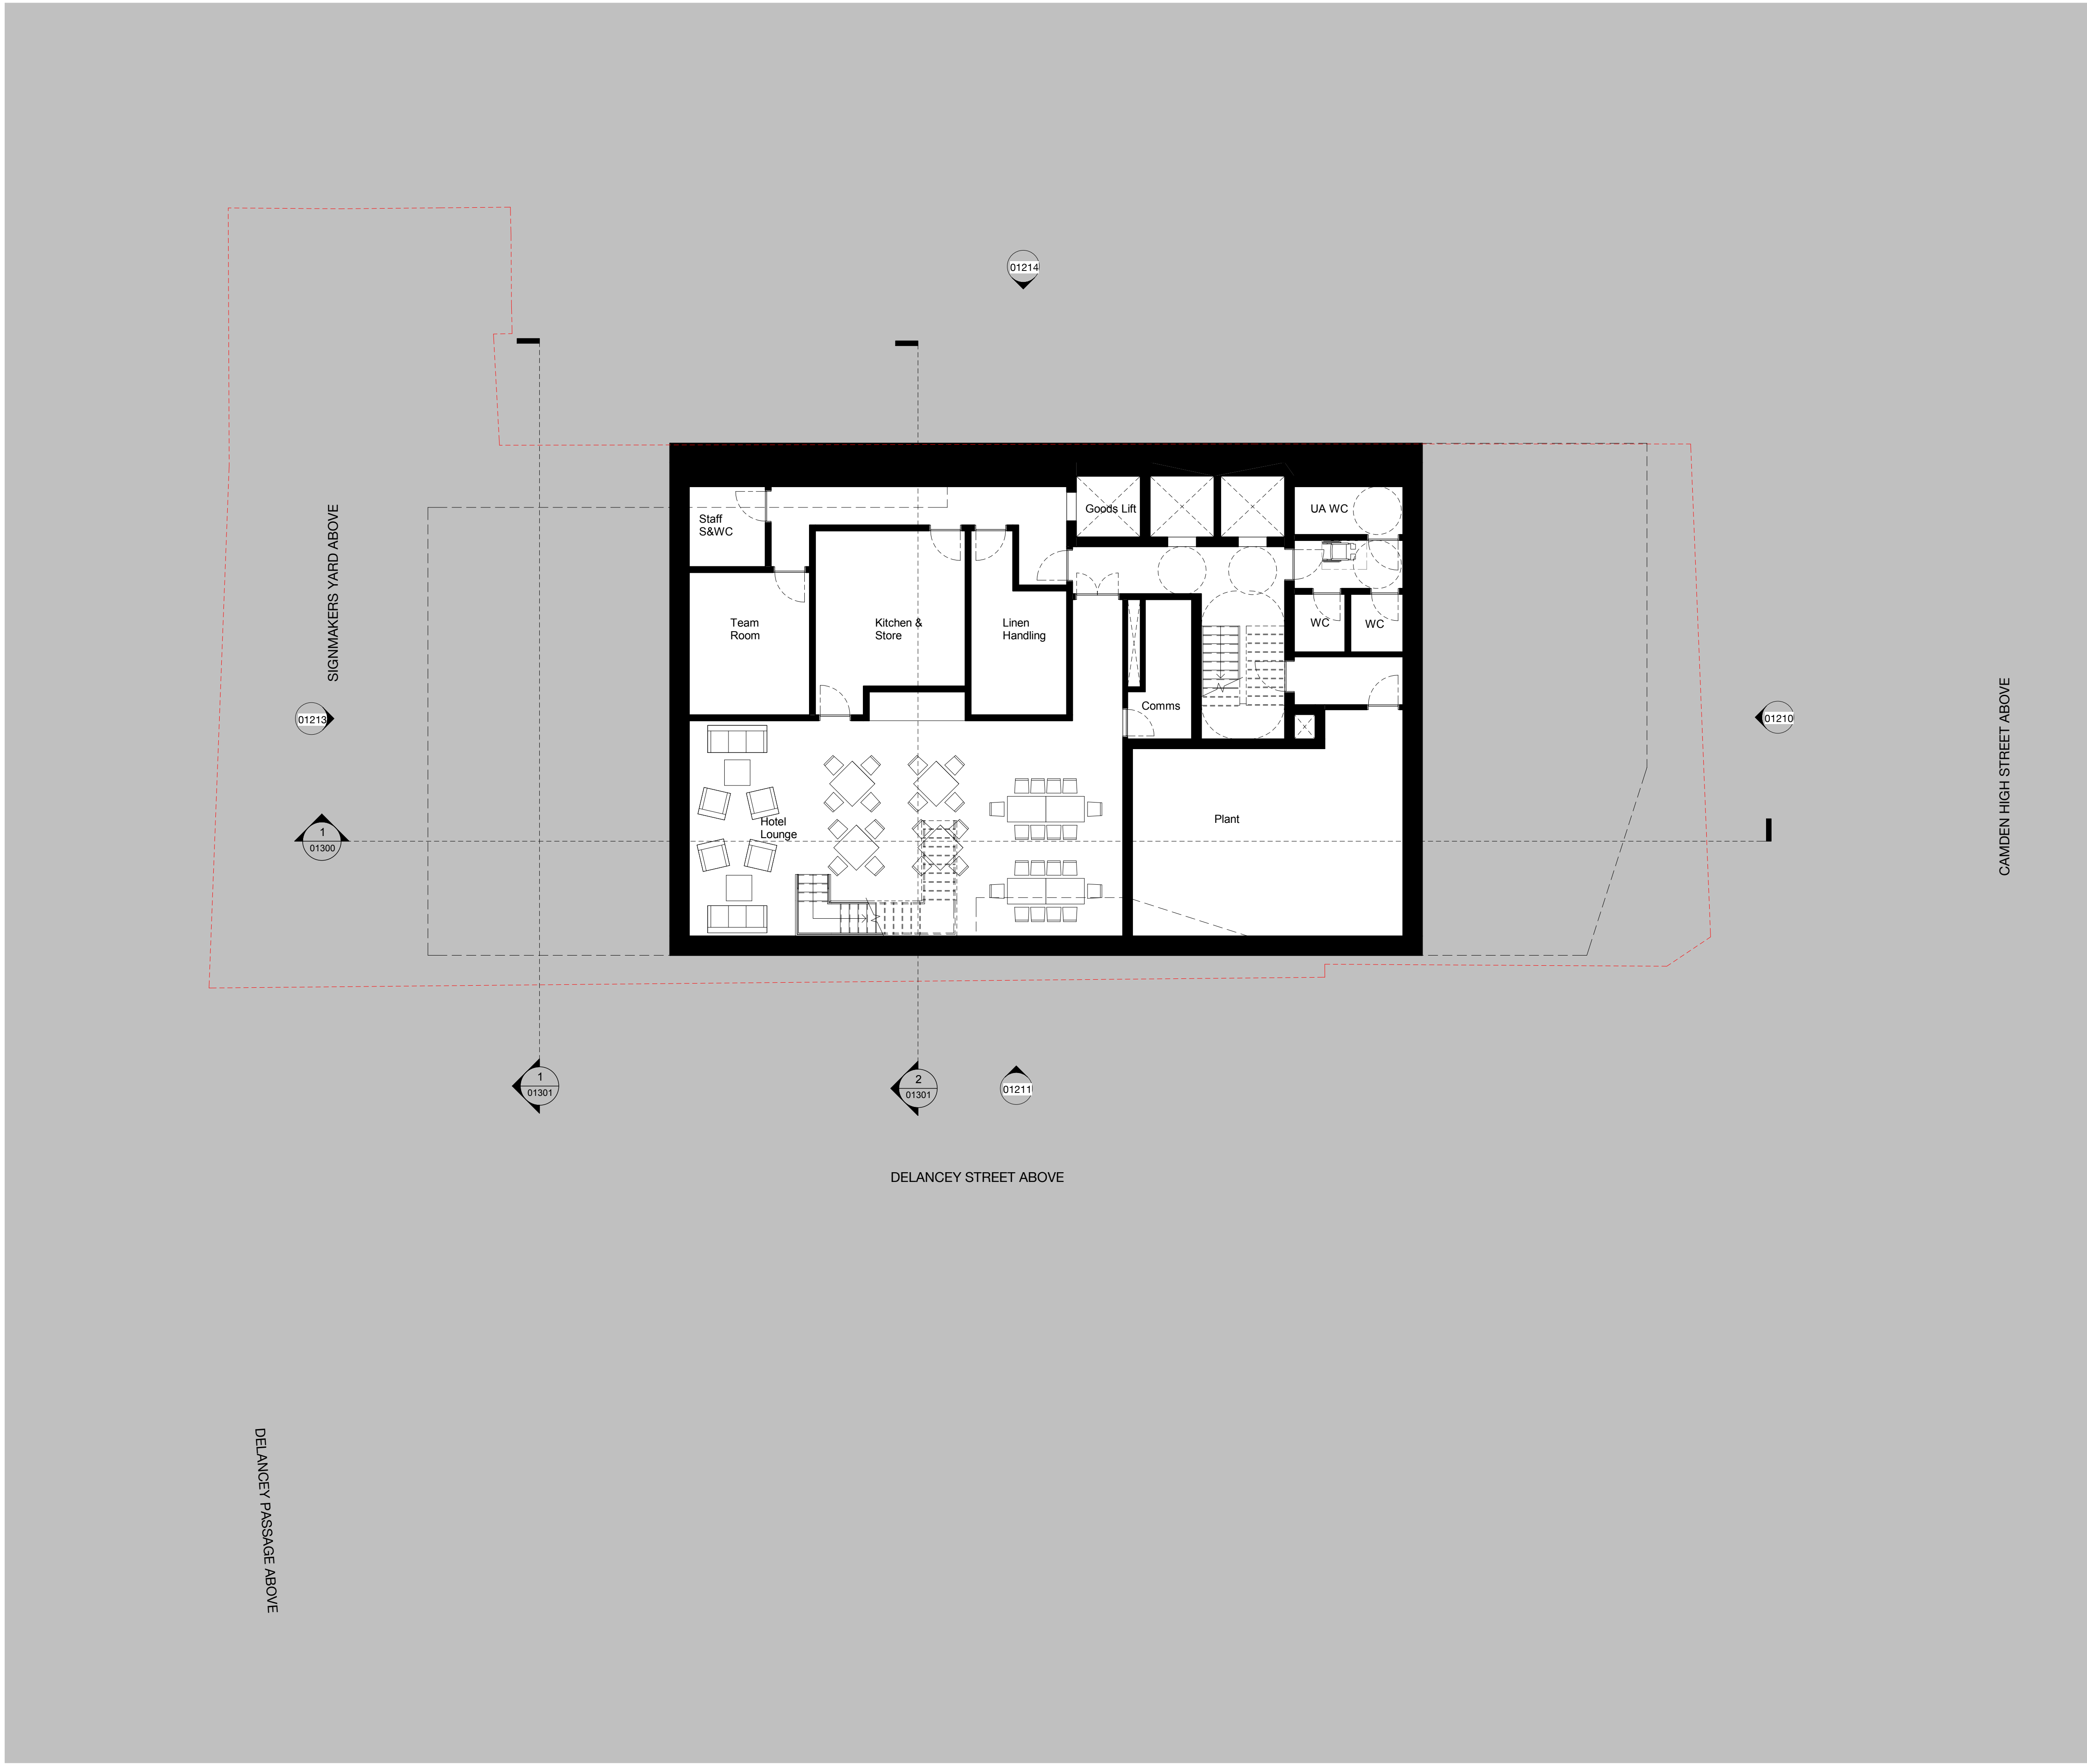 01214
SIGNMAKERS YARD ABOVE
Staff
S&WC
Goods Lift
UA WC
Team
Room
Kitchen &
Store
Linen
Handling
WC
WC
Comms
01213
01210
CAMDEN HIGH STREET ABOVE
Hotel
Lounge
Plant
1
01300
1
01301
2
01301
01211
DELANCEY STREET ABOVE
DELANCEY PASSAGE ABOVE